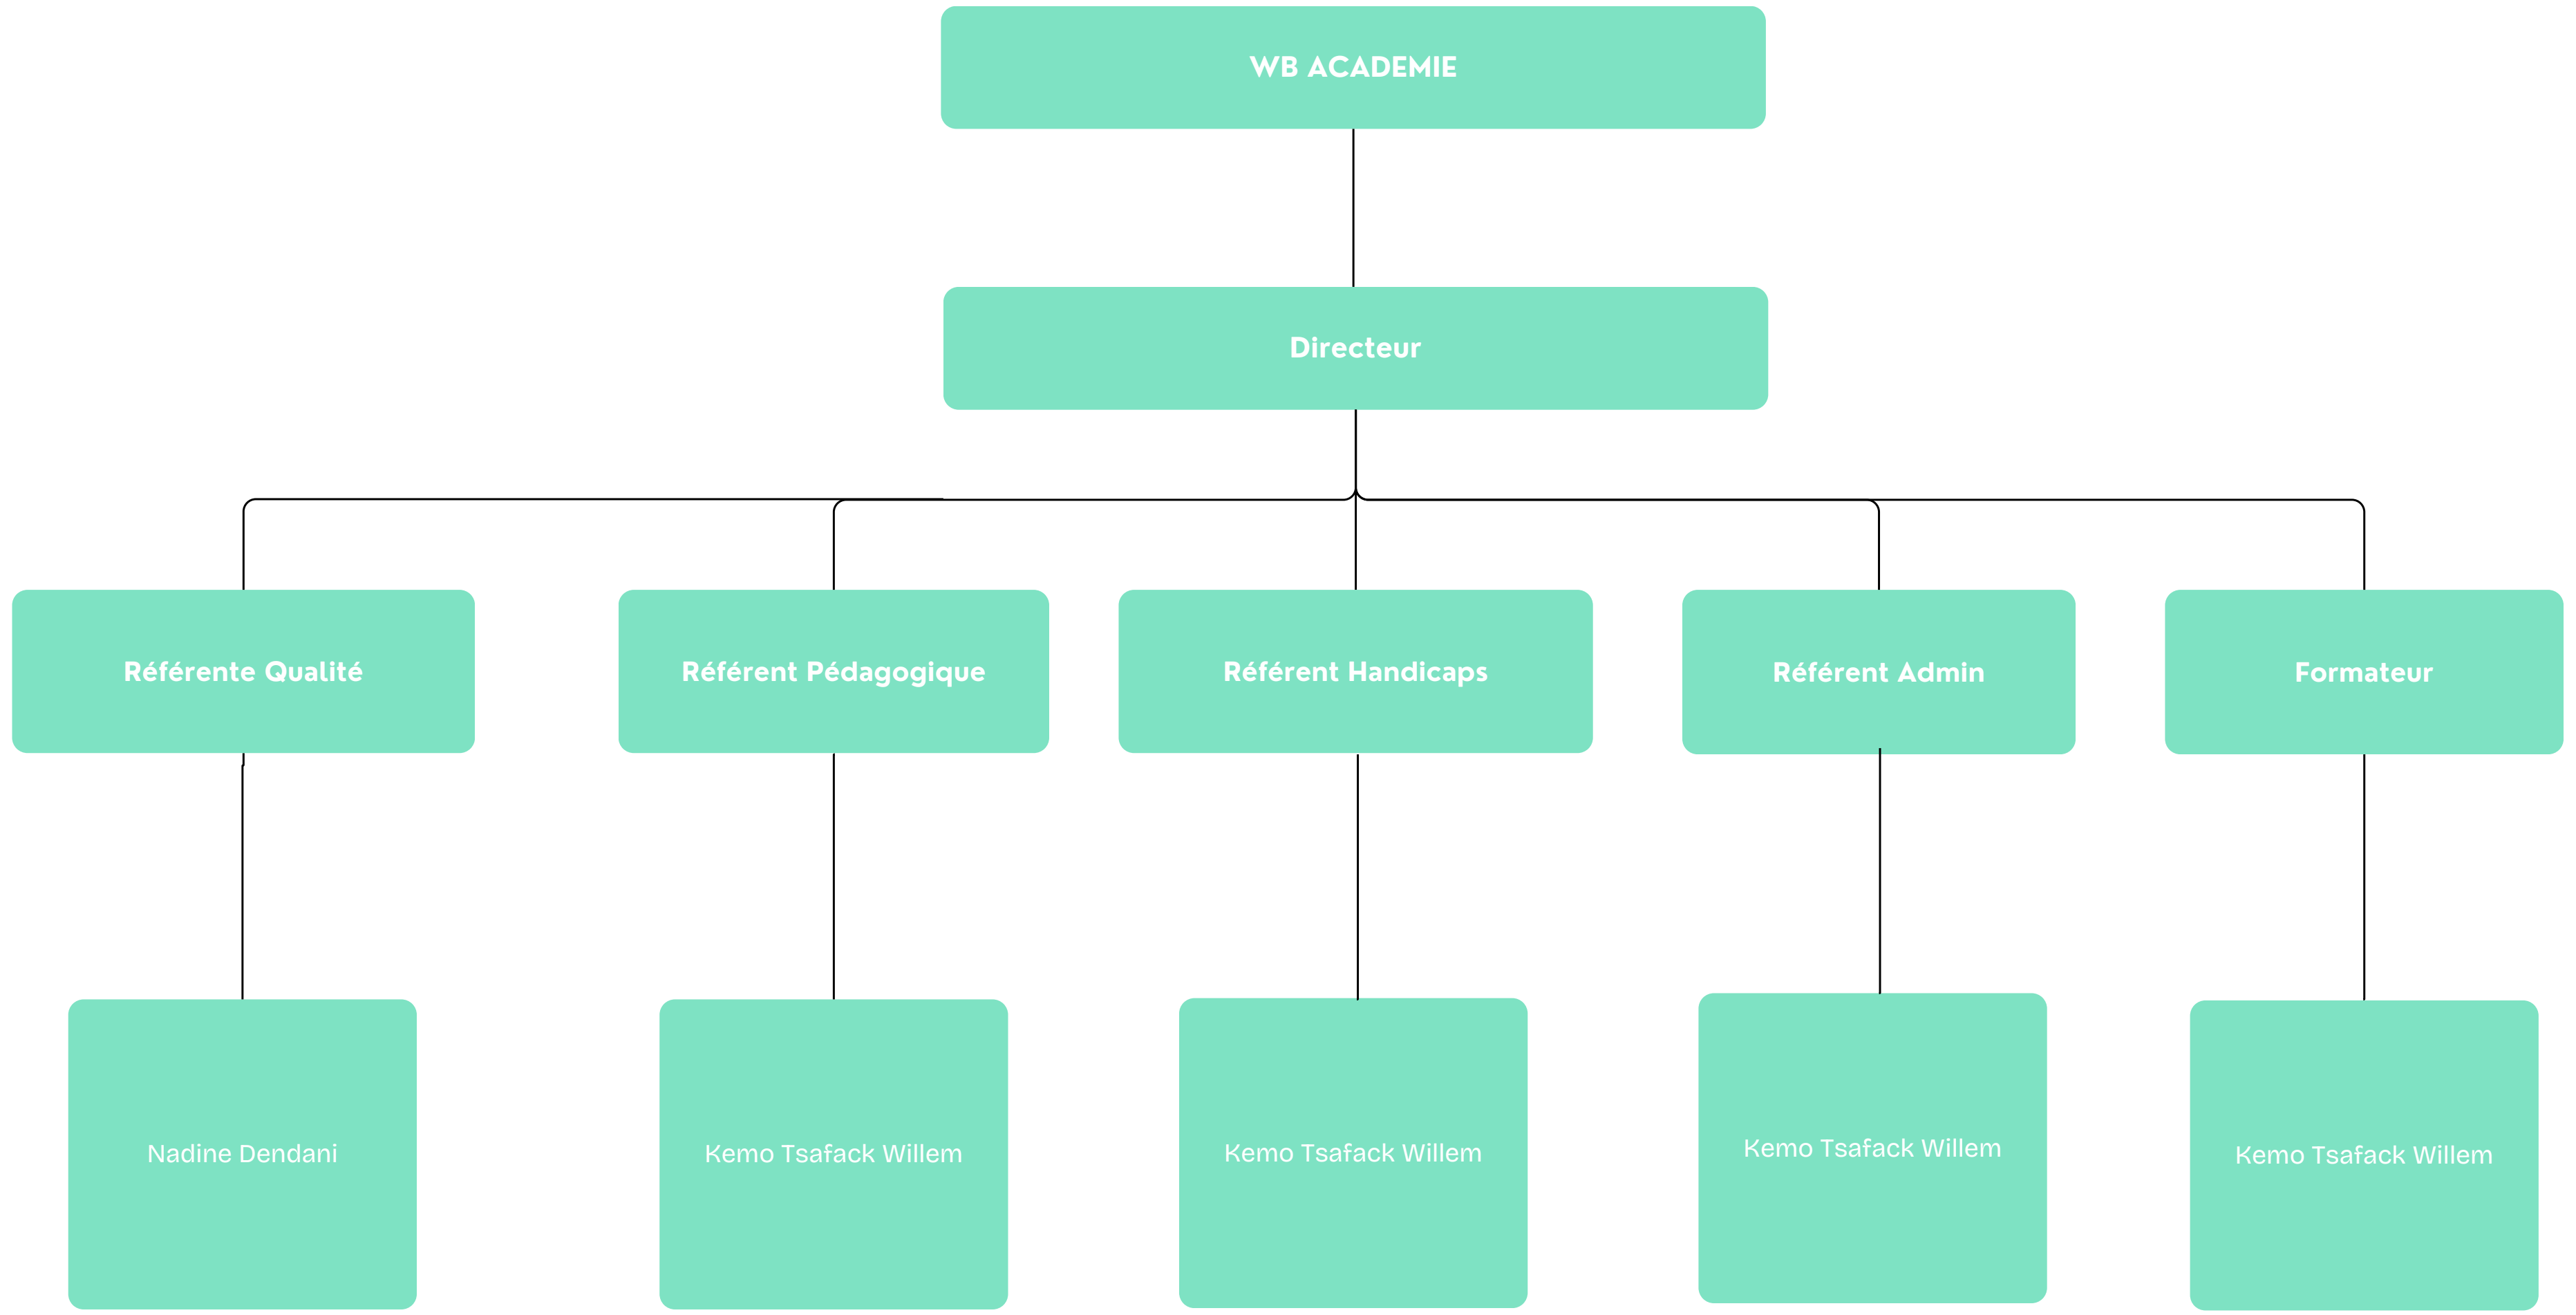 WB ACADEMIE
Directeur
Référente Qualité
Référent Pédagogique
Référent Handicaps
Référent Admin
Formateur
Nadine Dendani
Kemo Tsafack Willem
Kemo Tsafack Willem
Kemo Tsafack Willem
Kemo Tsafack Willem